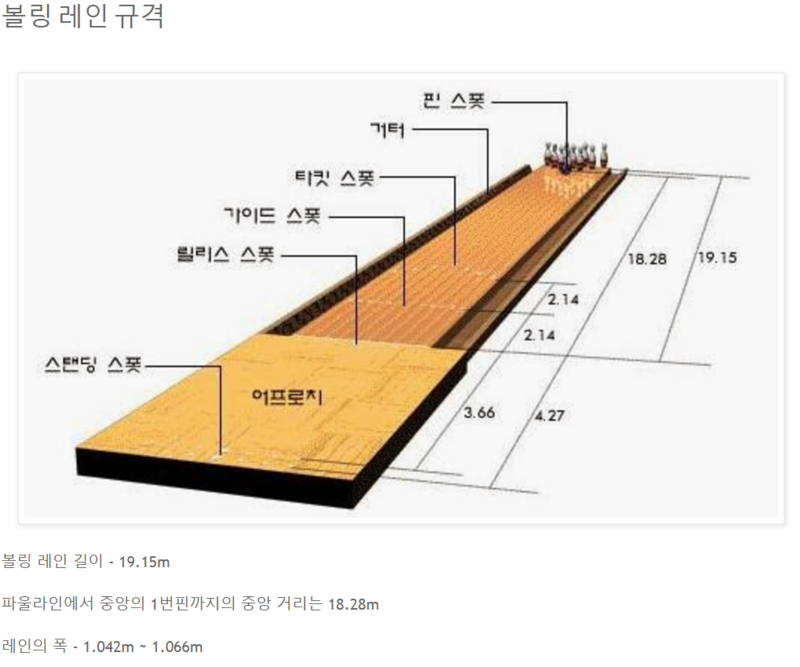 볼링 레인 규격
핀 스폿
거터
타킷 스폿
가이드 스폿
릴리스 스폿
스탠딩 스폿
어프로치
18.28
19.15
2.14
2.14
3.66
4.27
볼링 레인 길이 - 19.15m
파울라인에서 중앙의 1번핀까지의 중앙 거리는 18.28m
레인의 폭 - 1.042m ~ 1.066m